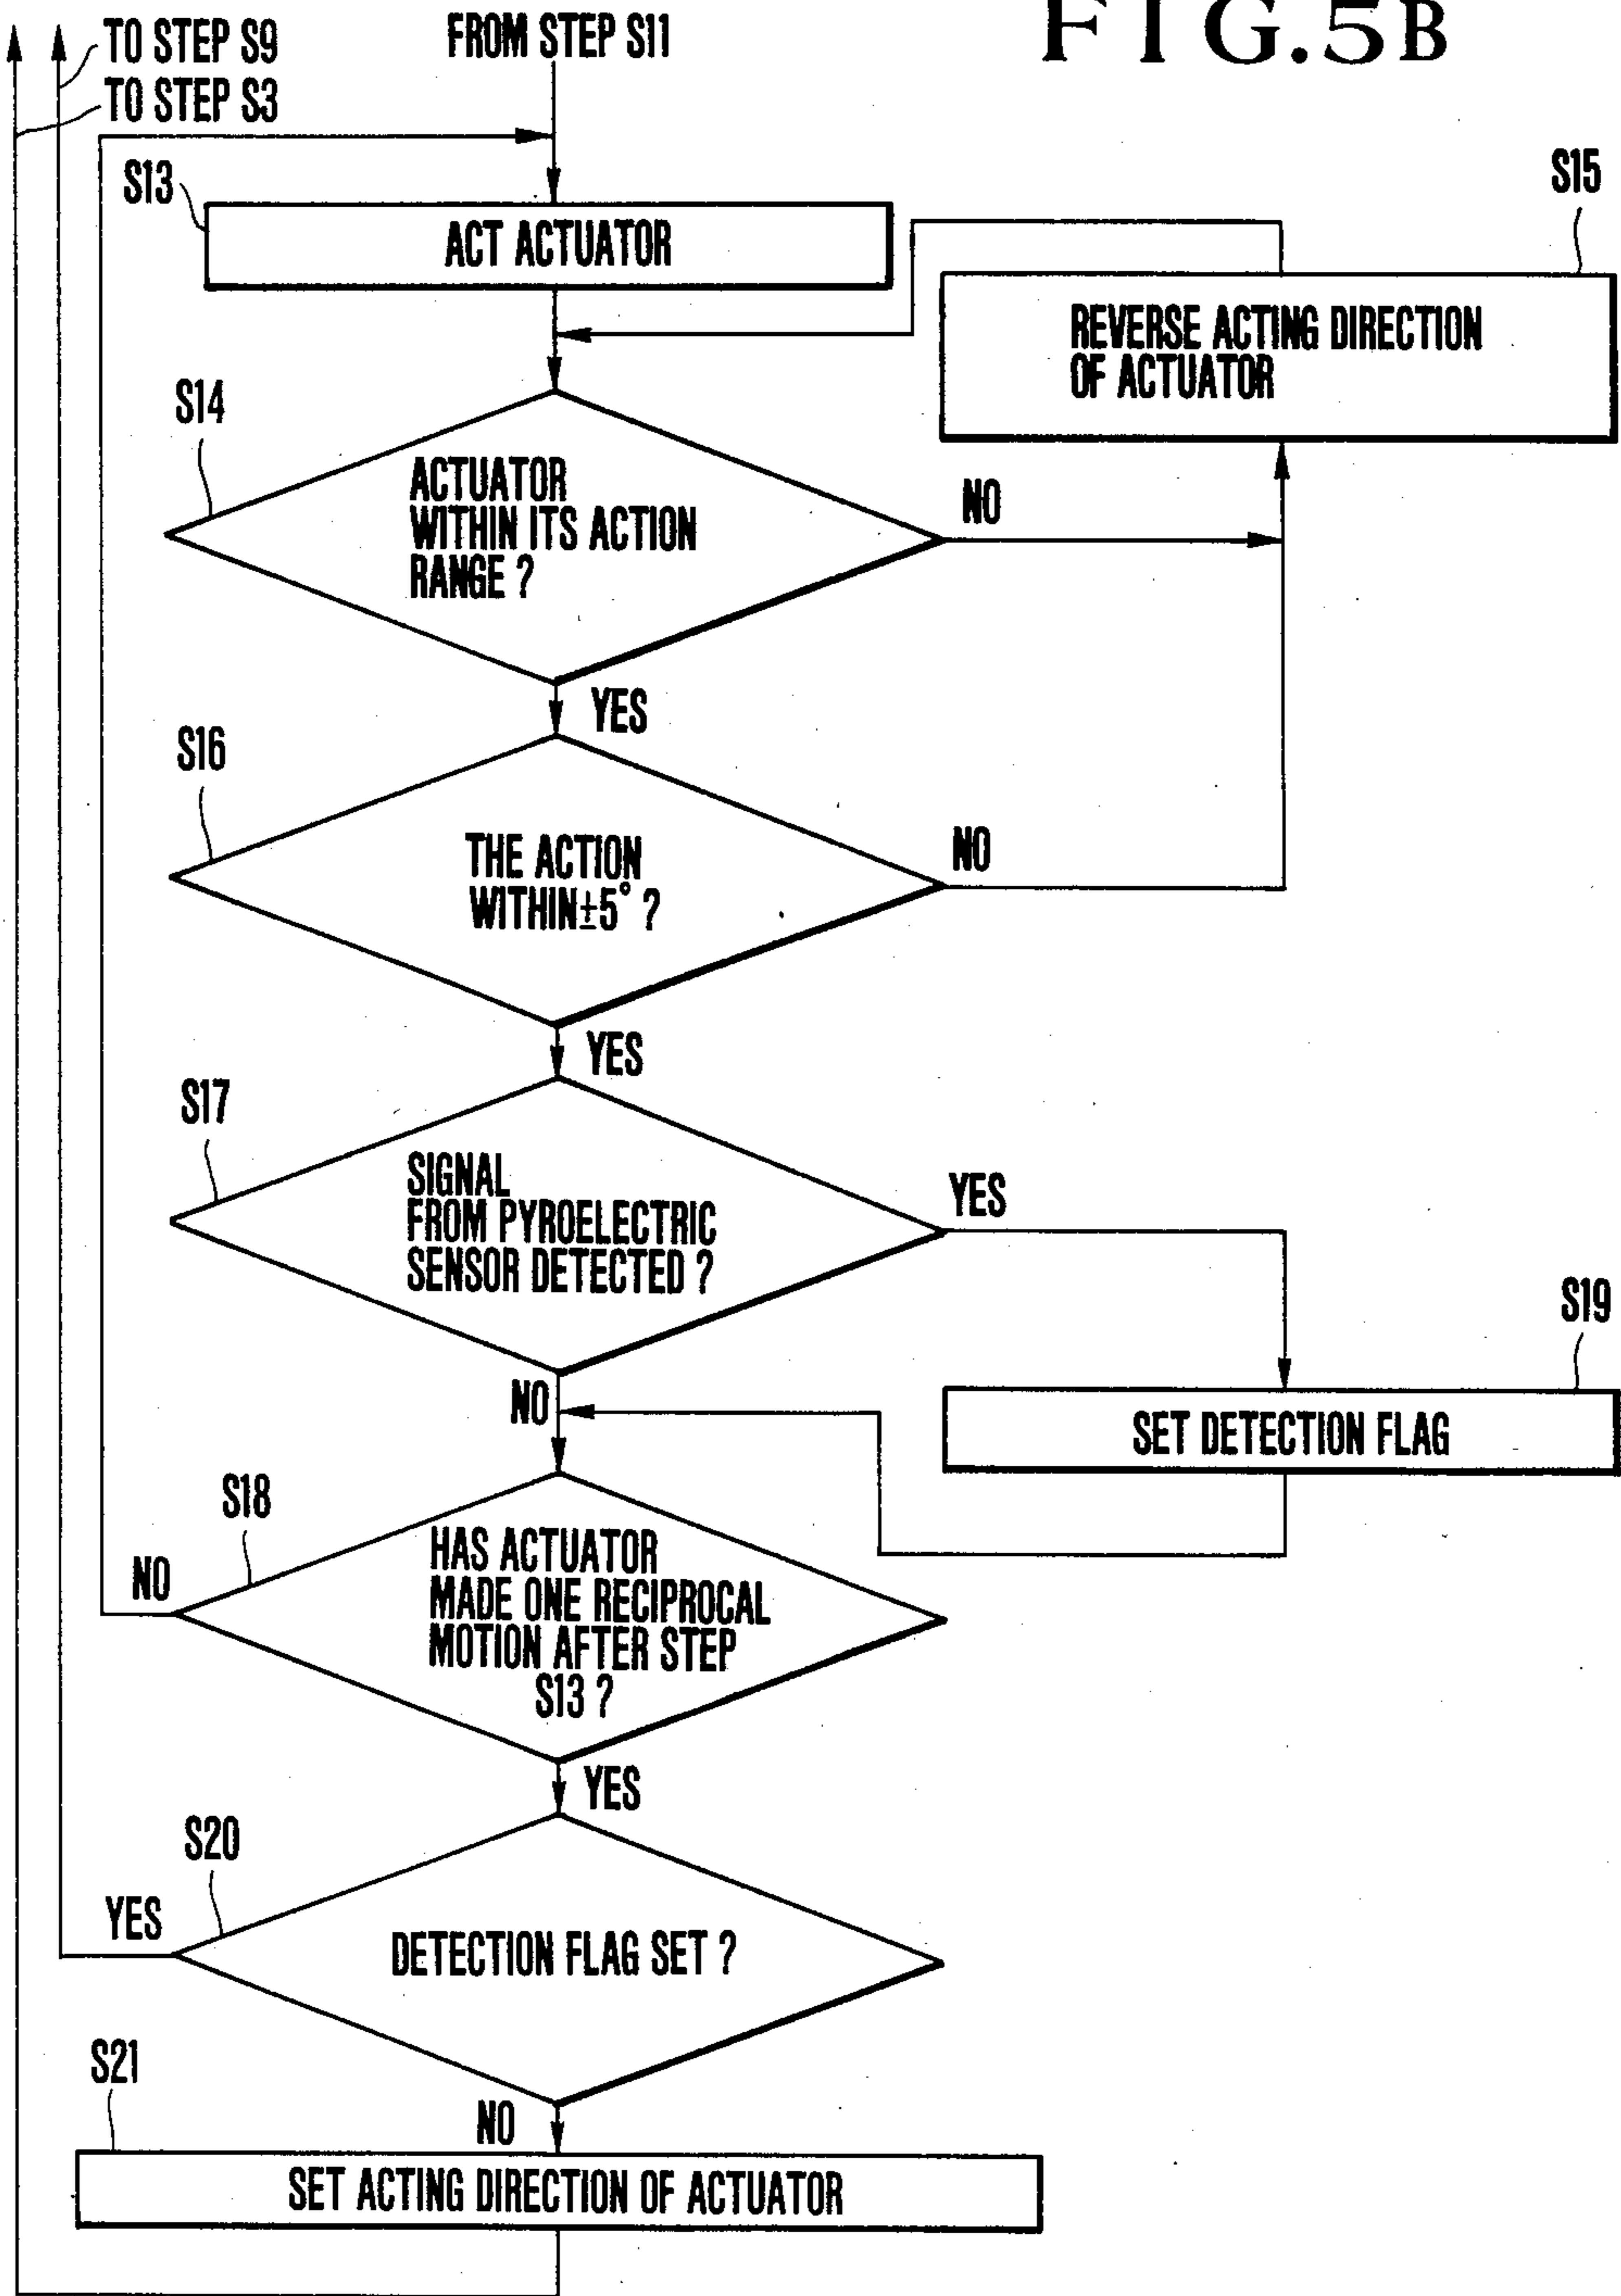 FIG.5B
TO STEP S9
FROM STEP S11
TO STEP S3
S13
S15
ACT ACTUATOR
REVERSE ACTING DIRECTION
OF ACTUATOR
S14
ACTUATOR
WITHIN ITS ACTION
RANGE ?
NO
YES
S16
THE ACTION
WITHIN±5° ?
NO
YES
S17
SIGNAL
FROM PYROELECTRIC
SENSOR DETECTED ?
YES
S19
NO
SET DETECTION FLAG
S18
HAS ACTUATOR
MADE ONE RECIPROCAL
MOTION AFTER STEP
S13 ?
NO
YES
S20
YES
DETECTION FLAG SET ?
S21
NO
SET ACTING DIRECTION OF ACTUATOR